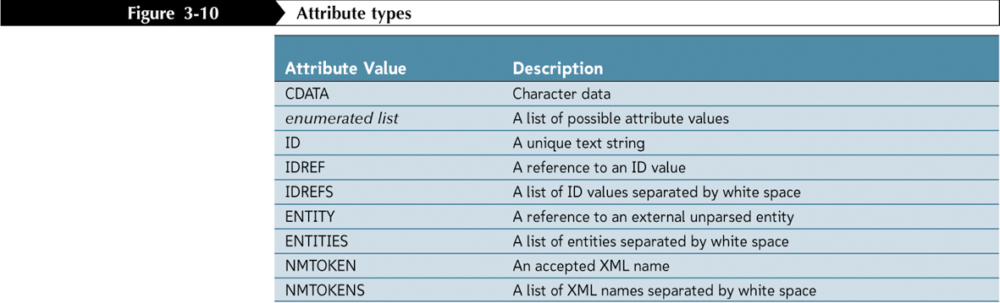 Figure 3-10 Attribute types
Attribute Value Description
CDATA Character data
enumerated list A list of possible attribute values
ID A unique text string
IDREF A reference to an ID value
IDREFS A list of ID values separated by white space
ENTITY A reference to an external unparsed entity
ENTITIES A list of entities separated by white space
NMTOKEN An accepted XML name
NMTOKENS A list of XML names separated by white space